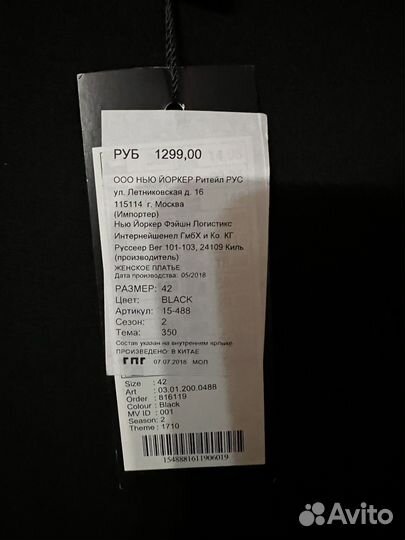 РУБ 1299,00
ООО НЬЮ ЙОРКЕР Ритейл РУС
ул. Летниковская д. 16
115114 г. Москва
(Импортер)
Нью Йоркер Фэйшн Логистикс
Интернейшенел ГмбХ и Ко. КГ
Руссеер Вег 101-103, 24109 Киль
(производитель)
ЖЕНСКОЕ ПЛАТЬЕ
Дата производства: 05/2018
РАЗМЕР: 42
Цвет: BLACK
Артикул: 15-488
Сезон: 2
Тема: 350
Состав указан на внутреннем ярлыке
ПРОИЗВЕДЕНО: В КИТАЕ
07.07.2018 МОП
Size : 42
Art : 03.01.200.0488
Order : 816119
Colour : Black
MV ID : 001
Season : 2
Theme : 1710
1548881611906019
Avito